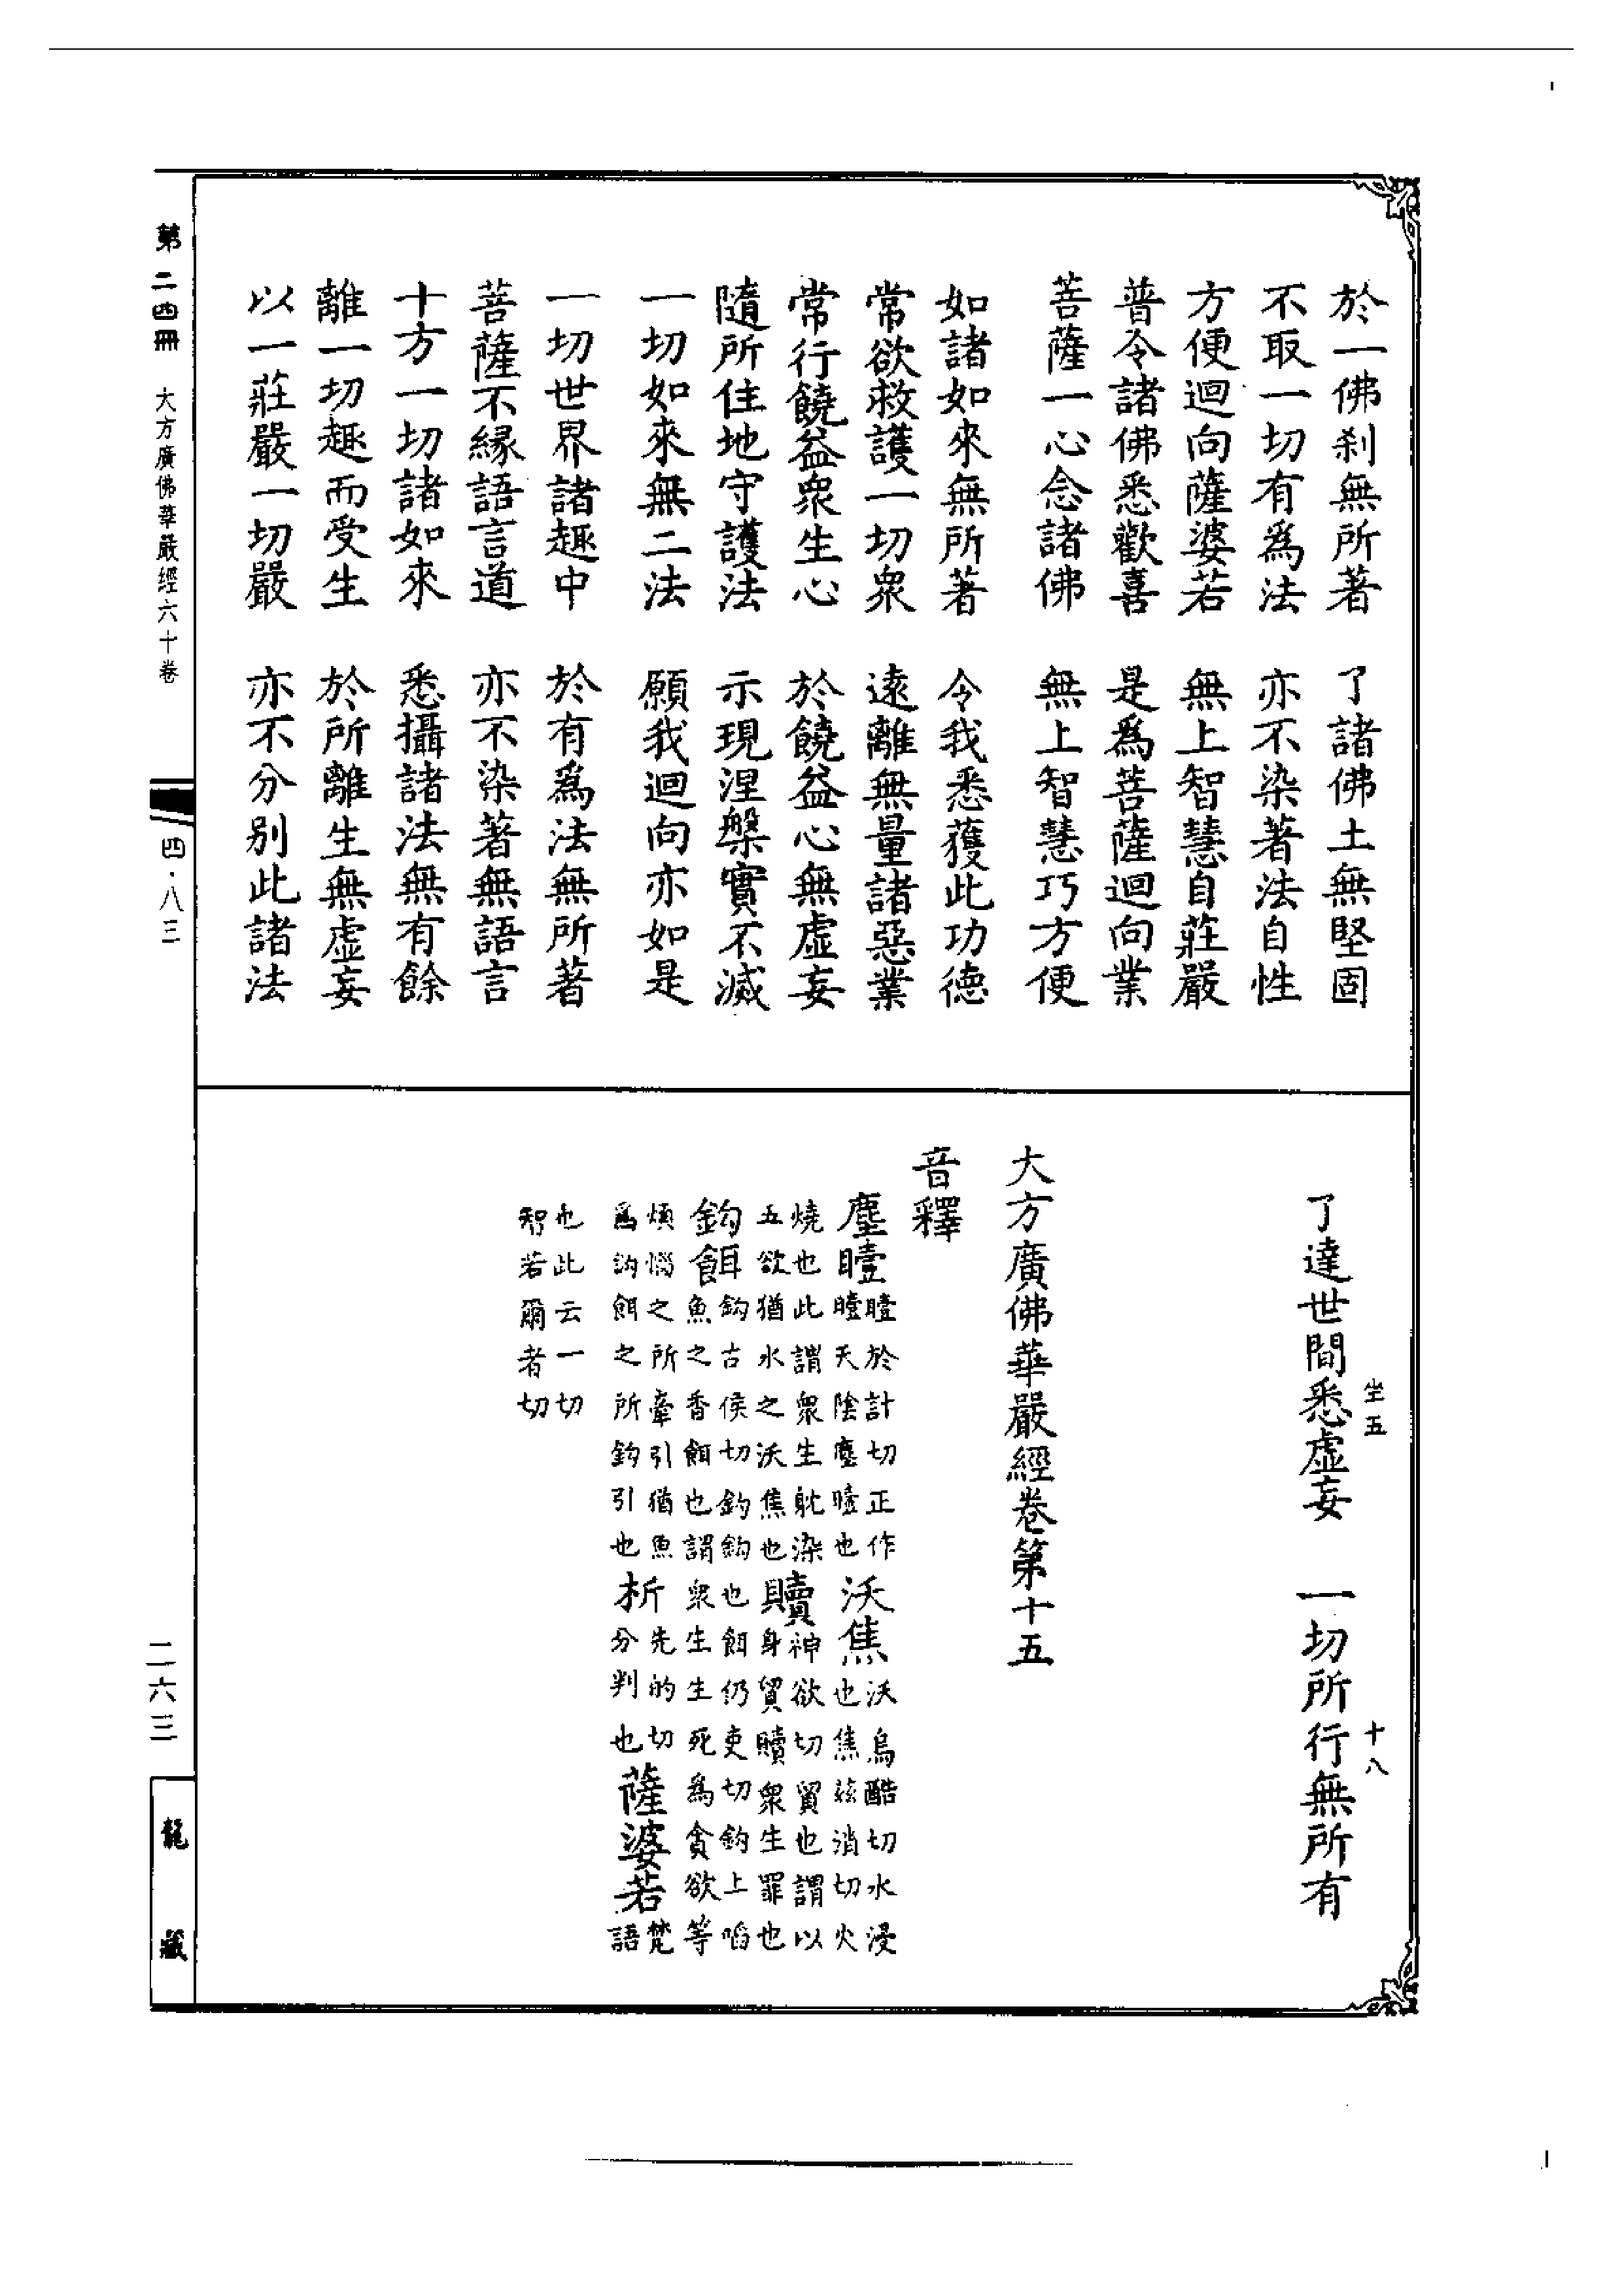 於一佛刹無所著　了諸佛土無堅固
不取一切有爲法　亦不染著法自性
方便迴向薩婆若　無上智慧自莊嚴
普令諸佛悉歡喜　是爲菩薩迴向業
菩薩一心念諸佛　無上智慧巧方便
如諸如來無所著　令我悉獲此功德
常欲救護一切衆　遠離無量諸惡業
常行饒益衆生心　於饒益心無虛妄
隨所住地守護法　示現涅槃實不滅
一切如來無二法　願我迴向亦如是
一切世界諸趣中　於有爲法無所著
菩薩不緣語言道　亦不染著無語言
十方一切諸如來　悉攝諸法無有餘
離一切趣而受生　於所離生無虛妄
以一莊嚴一切嚴　亦不分別此諸法
坐五　十八
了達世間悉虛妄　一切所行無所有
大方廣佛華嚴經卷第十五
音釋
塵曀曀於計切正作曀天陰塵曀也沃焦沃烏酷切水浸也焦茲消切火
燒也此謂衆生躭染五欲猶水之沃焦也贖神欲切貿也謂以身貿贖衆生罪也
鈎餌鈎古侯切釣鈎也餌仍吏切鈎上啗魚之香餌也謂衆生生死爲貪欲等
煩惱之所牽引猶魚爲鈎餌之所鈎引也析先的切分判也薩婆若梵語
也此云一切智若爾者切
第二四冊　大方廣佛華嚴經六十卷
四·八三
二六三
龍藏